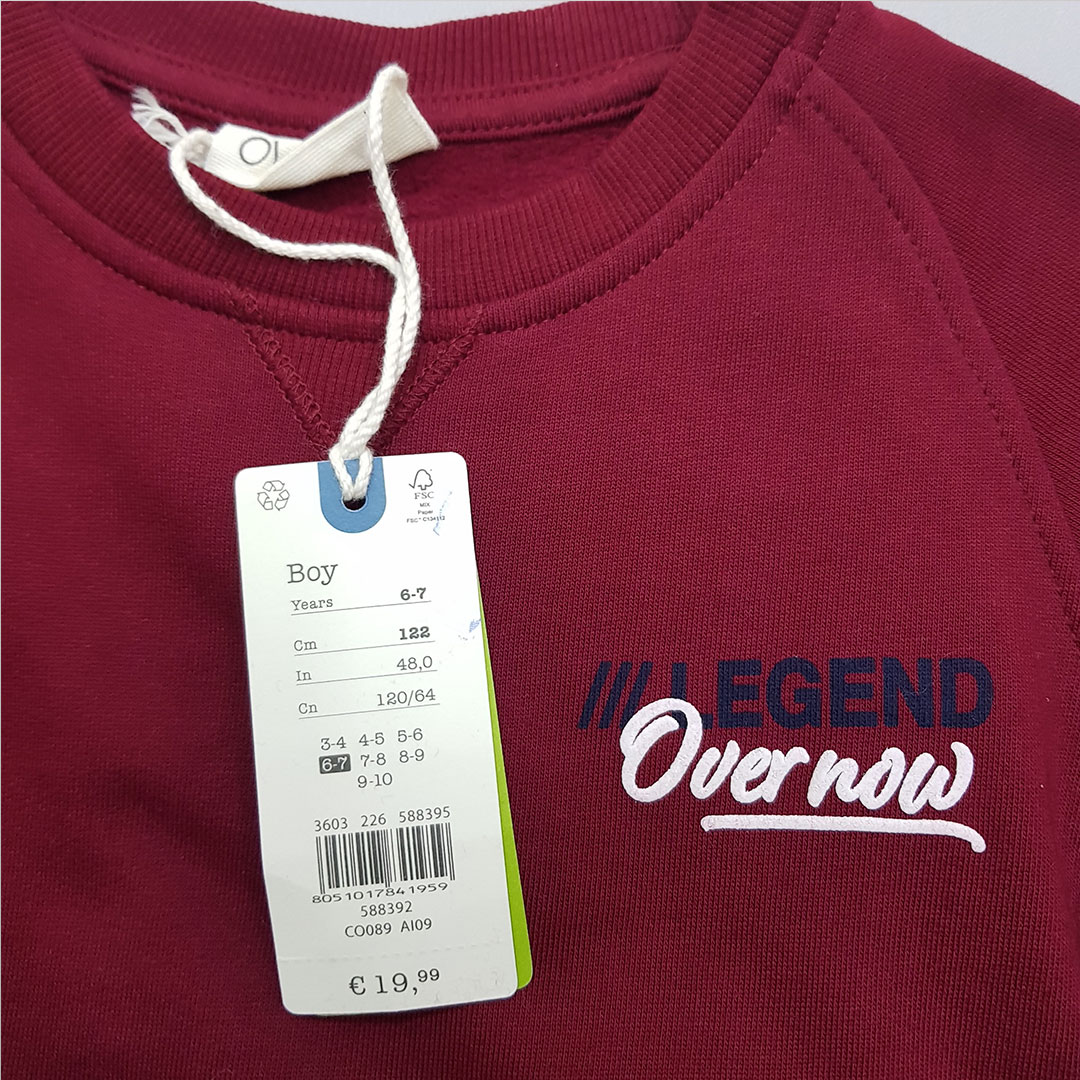 FSC
MIX
Paper
FSC® C134112
Boy
Years 6-7
Cm 122
In 48,0
Cn 120/64
3-4 4-5 5-6
6-7 7-8 8-9
9-10
3603 226 588395
8051017841959
588392
CO089 AI09
€ 19,99
/// LEGEND
Over now